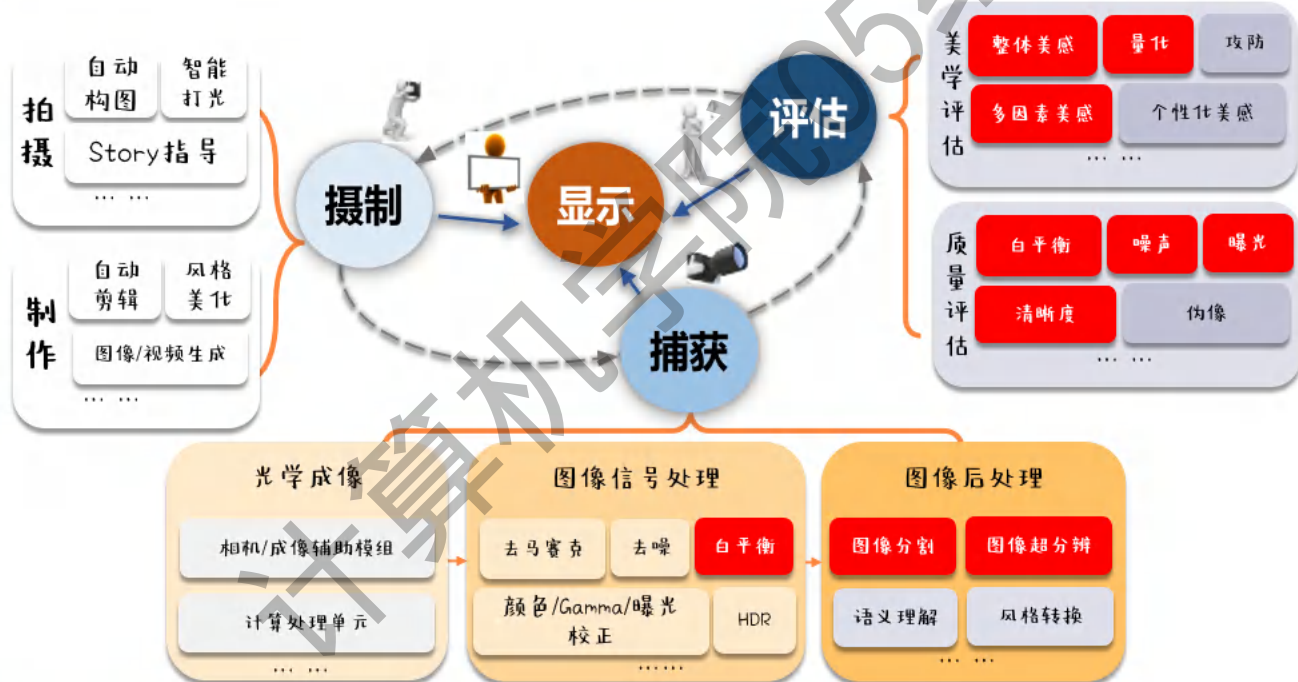 拍摄
自动构图
智能打光
Story指导
... ...
制作
自动剪辑
风格美化
图像/视频生成
... ...
摄制
显示
评估
捕获
美学评估
整体美感
量化
攻防
多因素美感
个性化美感
... ...
质量评估
白平衡
噪声
曝光
清晰度
伪像
... ...
光学成像
相机/成像辅助模组
计算处理单元
... ...
图像信号处理
去马赛克
去噪
白平衡
颜色/Gamma/曝光
校正
HDR
... ...
图像后处理
图像分割
图像超分辨
语义理解
风格转换
... ...
计算机学院05